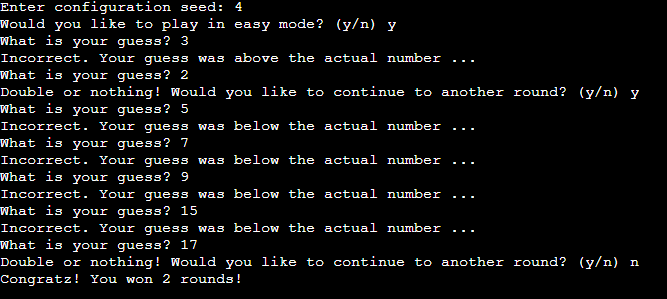 Enter configuration seed: 4
Would you like to play in easy mode? (y/n) y
What is your guess? 3
Incorrect. Your guess was above the actual number ...
What is your guess? 2
Double or nothing! Would you like to continue to another round? (y/n) y
What is your guess? 5
Incorrect. Your guess was below the actual number ...
What is your guess? 7
Incorrect. Your guess was below the actual number ...
What is your guess? 9
Incorrect. Your guess was below the actual number ...
What is your guess? 15
Incorrect. Your guess was below the actual number ...
What is your guess? 17
Double or nothing! Would you like to continue to another round? (y/n) n
Congratz! You won 2 rounds!